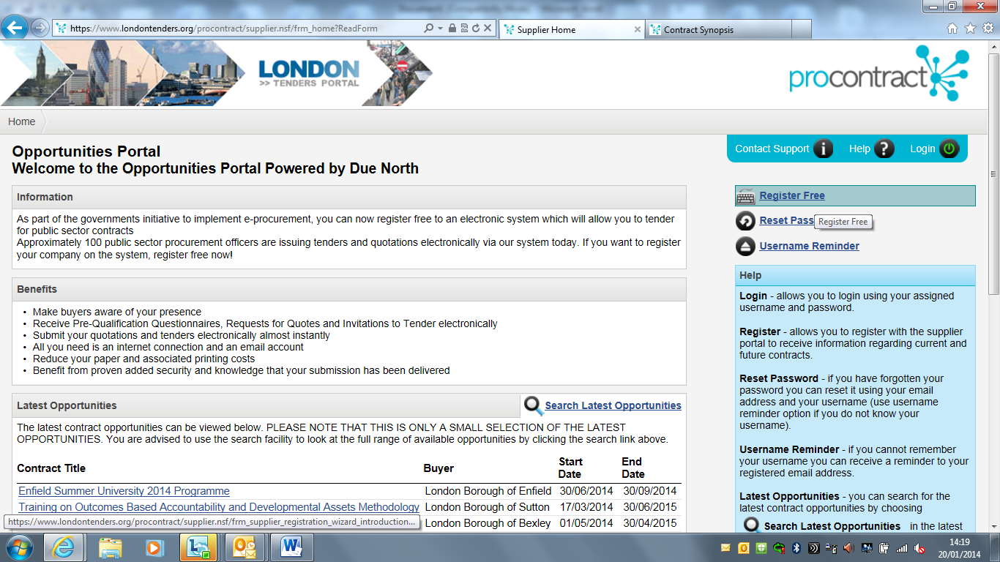 https://www.londontenders.org/procontract/supplier.nsf/frm_home?ReadForm
Supplier Home
Contract Synopsis
LONDON
>> TENDERS PORTAL
procontract
Home
Contact Support
Help
Login
Opportunities Portal
Welcome to the Opportunities Portal Powered by Due North
Information
As part of the governments initiative to implement e-procurement, you can now register free to an electronic system which will allow you to tender
for public sector contracts
Approximately 100 public sector procurement officers are issuing tenders and quotations electronically via our system today. If you want to register
your company on the system, register free now!
Benefits
• Make buyers aware of your presence
• Receive Pre-Qualification Questionnaires, Requests for Quotes and Invitations to Tender electronically
• Submit your quotations and tenders electronically almost instantly
• All you need is an internet connection and an email account
• Reduce your paper and associated printing costs
• Benefit from proven added security and knowledge that your submission has been delivered
Latest Opportunities
Search Latest Opportunities
The latest contract opportunities can be viewed below. PLEASE NOTE THAT THIS IS ONLY A SMALL SELECTION OF THE LATEST
OPPORTUNITIES. You are advised to use the search facility to look at the full range of available opportunities by clicking the search link above.
Contract Title Buyer Start Date End Date
Enfield Summer University 2014 Programme London Borough of Enfield 30/06/2014 30/09/2014
Training on Outcomes Based Accountability and Developmental Assets Methodology London Borough of Sutton 17/03/2014 30/06/2015
London Borough of Bexley 01/05/2014 30/04/2015
https://www.londontenders.org/procontract/supplier.nsf/frm_supplier_registration_wizard_introduction...
Register Free
Reset Pass
Register Free
Username Reminder
Help
Login - allows you to login using your assigned
username and password.
Register - allows you to register with the supplier
portal to receive information regarding current and
future contracts.
Reset Password - if you have forgotten your
password you can reset it using your email
address and your username (use username
reminder option if you do not know your
username).
Username Reminder - if you cannot remember
your username you can receive a reminder to your
registered email address.
Latest Opportunities - you can search for the
latest contract opportunities by choosing
Search Latest Opportunities in the latest
14:19
20/01/2014